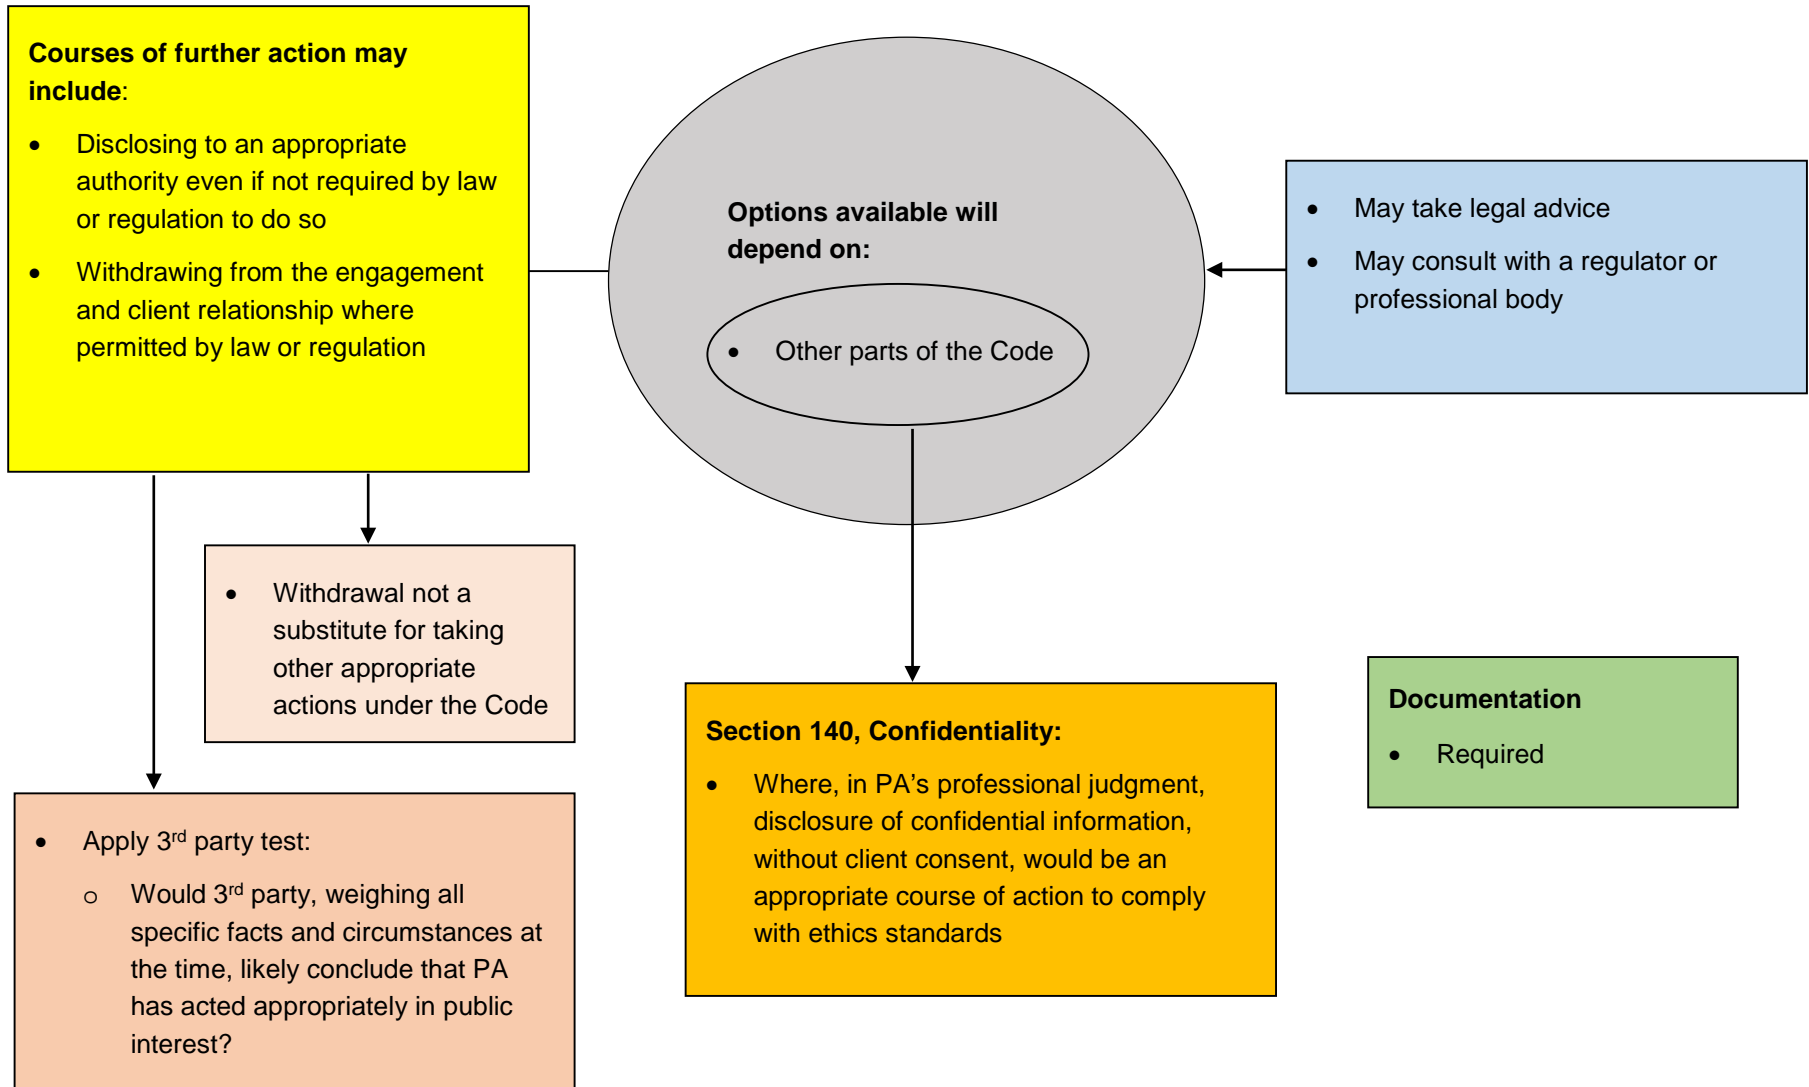 Courses of further action may
include:
• Disclosing to an appropriate
authority even if not required by law
or regulation to do so
• Withdrawing from the engagement
and client relationship where
permitted by law or regulation
Options available will
depend on:
• Other parts of the Code
• May take legal advice
• May consult with a regulator or
professional body
• Withdrawal not a
substitute for taking
other appropriate
actions under the Code
• Apply 3rd party test:
o Would 3rd party, weighing all
specific facts and circumstances at
the time, likely conclude that PA
has acted appropriately in public
interest?
Section 140, Confidentiality:
• Where, in PA’s professional judgment,
disclosure of confidential information,
without client consent, would be an
appropriate course of action to comply
with ethics standards
Documentation
• Required